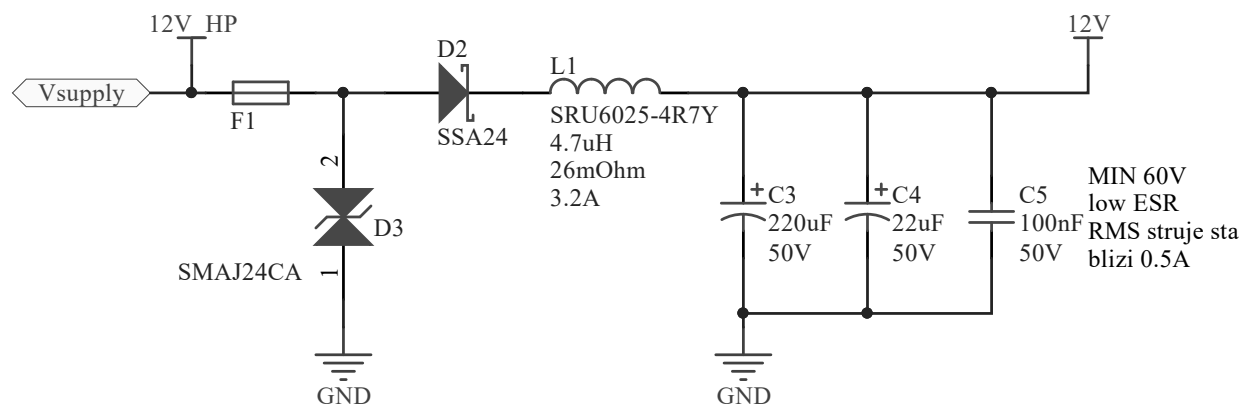 12V_HP
Vsupply
F1
2
D3
1
SMAJ24CA
GND
D2
SSA24
L1
SRU6025-4R7Y
4.7uH
26mOhm
3.2A
12V
C3
220uF
50V
C4
22uF
50V
C5
100nF
50V
MIN 60V
low ESR
RMS struje sta
blizi 0.5A
GND